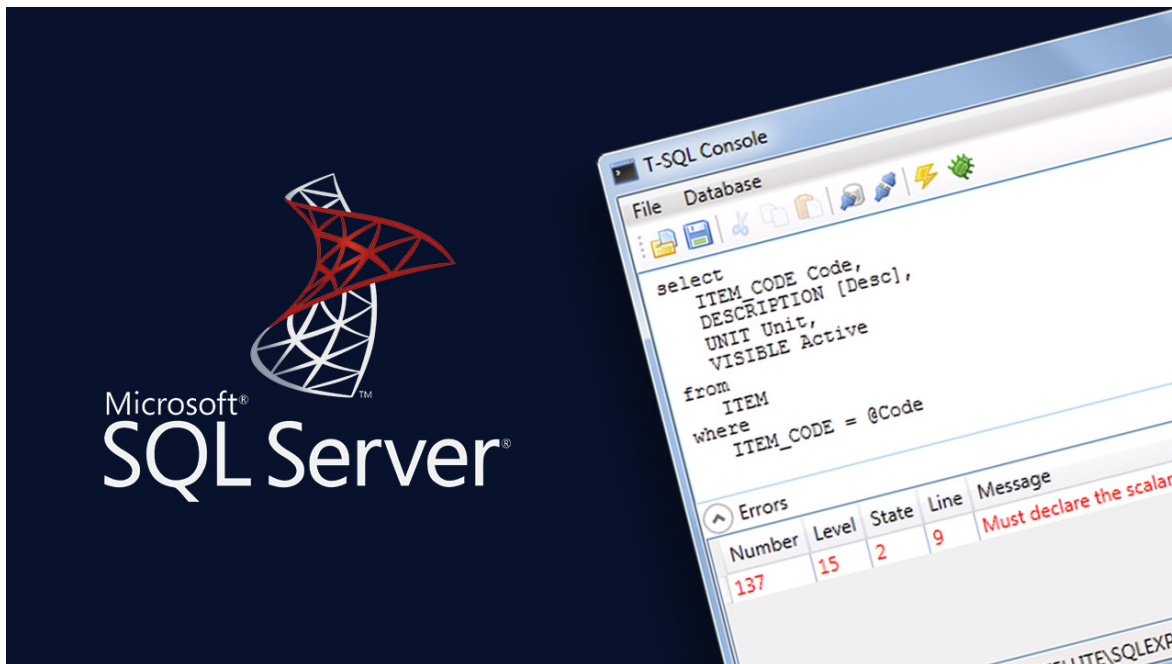 Microsoft®
SQL Server®
TM
T-SQL Console
File Database
select
ITEM_CODE Code,
DESCRIPTION [Desc],
UNIT Unit,
VISIBLE Active
from
ITEM
where
ITEM_CODE = @Code
Errors
Number Level State Line Message
137 15 2 9 Must declare the scalar